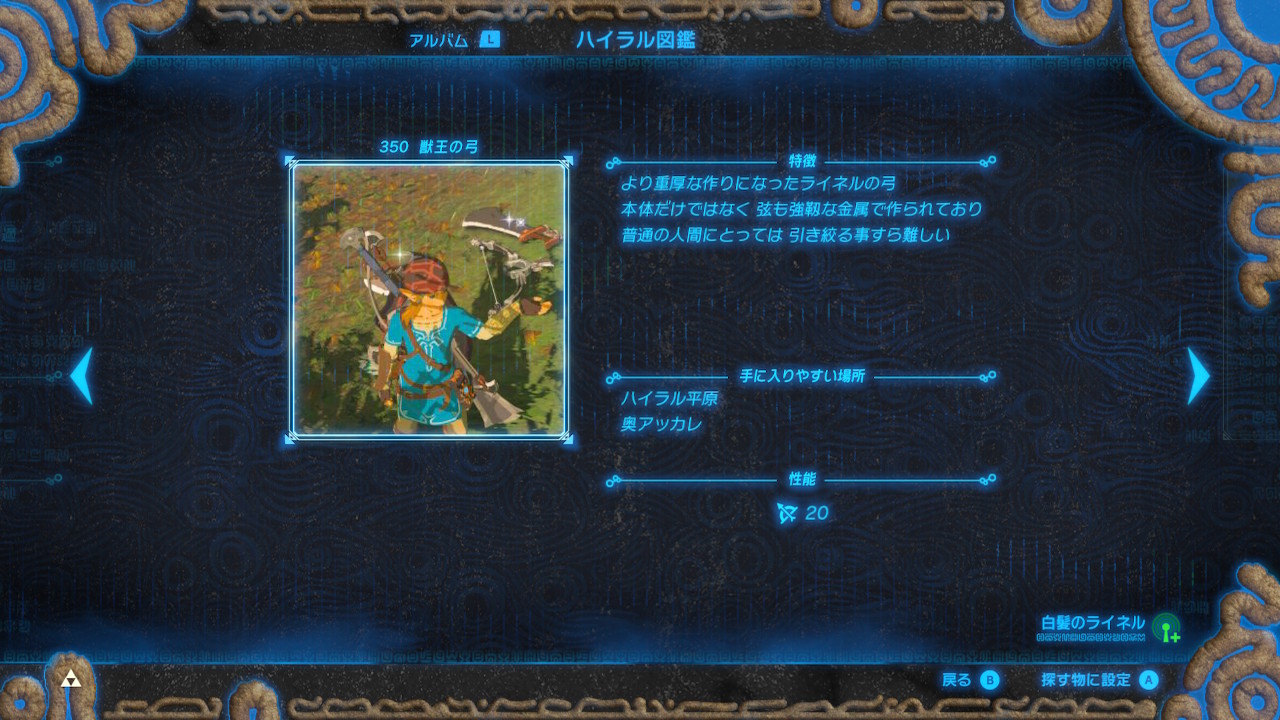 アルバム L
ハイラル図鑑
350 獣王の弓
特徴
より重厚な作りになったライネルの弓
本体だけではなく 弦も強靭な金属で作られており
普通の人間にとっては 引き絞る事すら難しい
手に入りやすい場所
ハイラル平原
奥アッカレ
性能
20
白髪のライネル
戻る B
探す物に設定 A